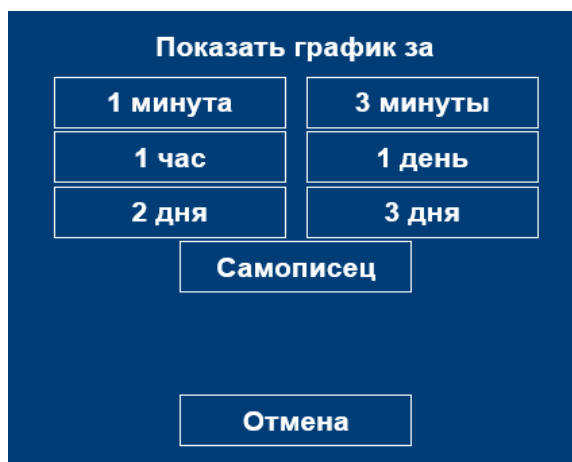 Показать график за
1 минута 3 минуты
1 час 1 день
2 дня 3 дня
Самописец
Отмена